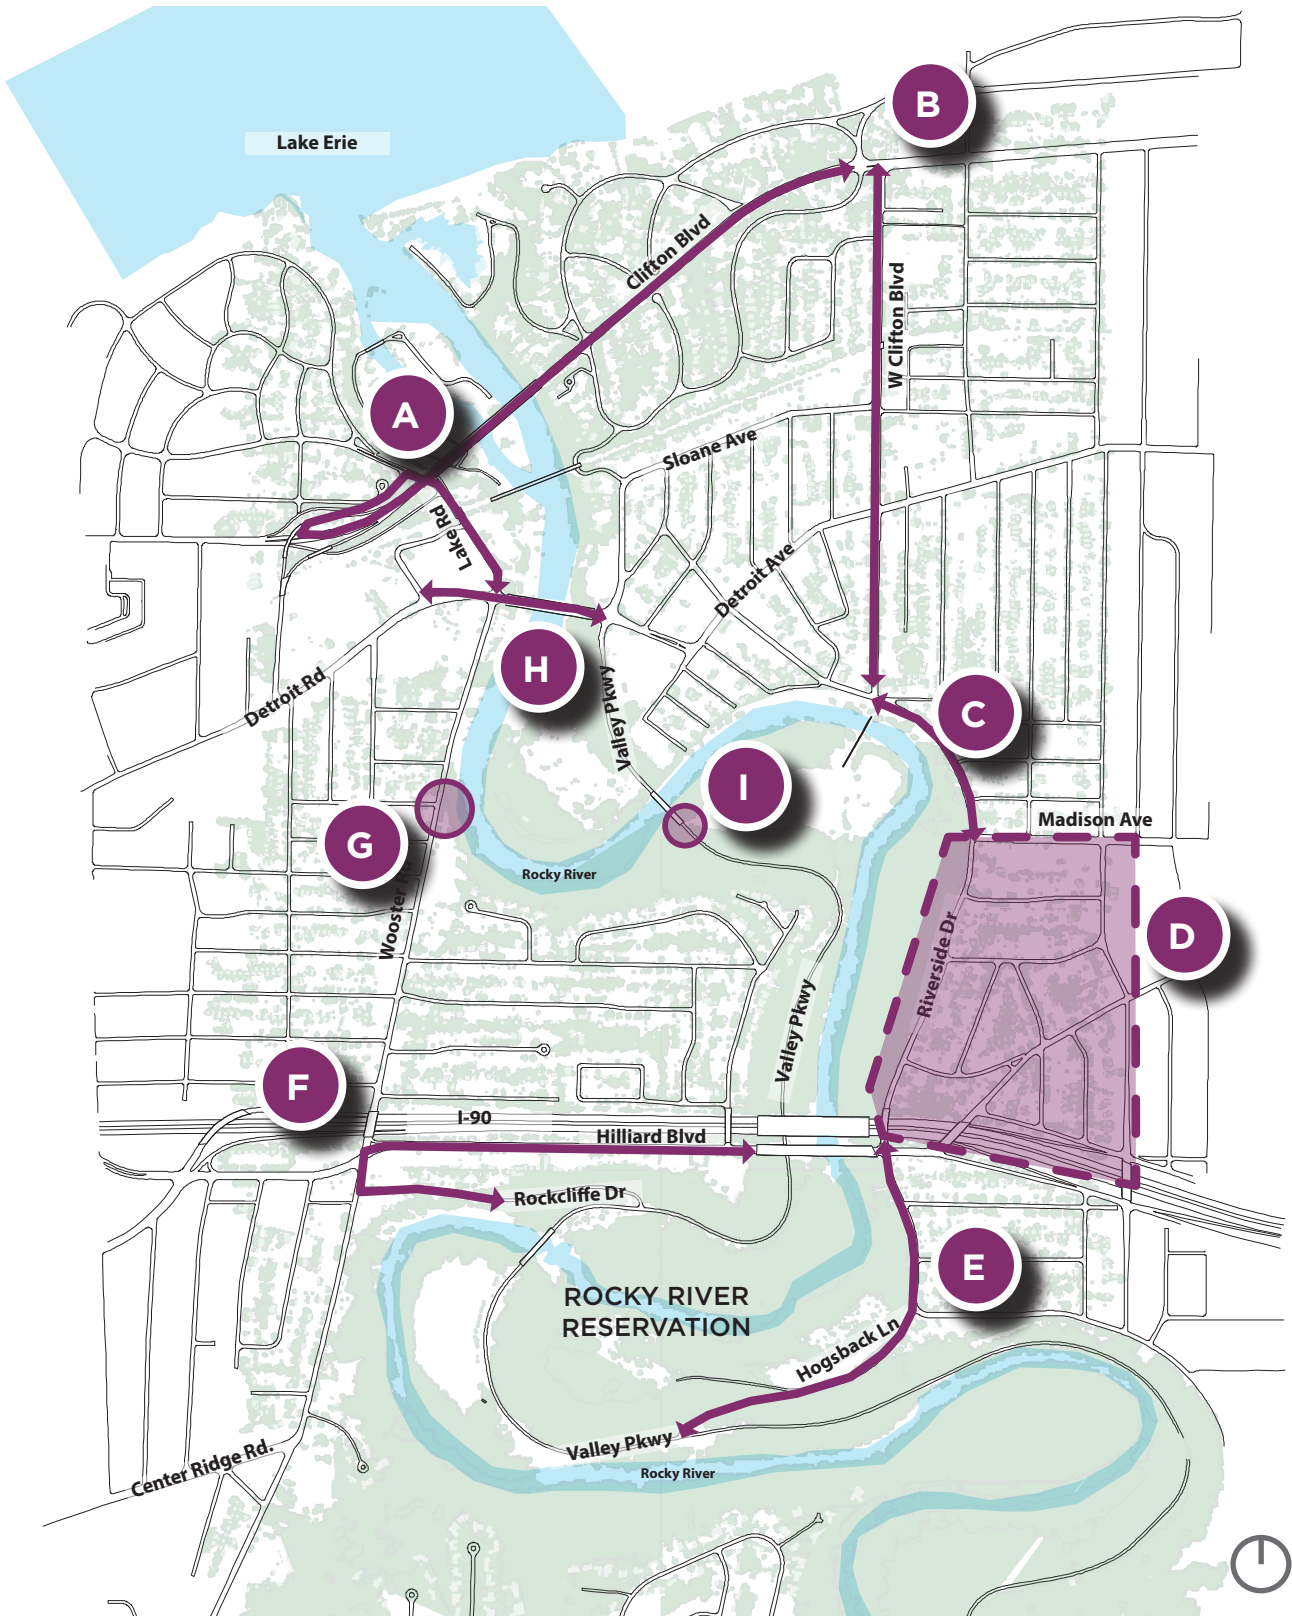 B
Lake Erie
Clifton Blvd
W Clifton Blvd
A
Sloane Ave
Lake Rd
Detroit Ave
H
Valley Pkwy
Detroit Rd
C
I
Madison Ave
G
Rocky River
Wooster Rd
D
Riverside Dr
Valley Pkwy
F
I-90
Hilliard Blvd
Rockcliffe Dr
E
ROCKY RIVER
RESERVATION
Hogsback Ln
Valley Pkwy
Center Ridge Rd.
Rocky River